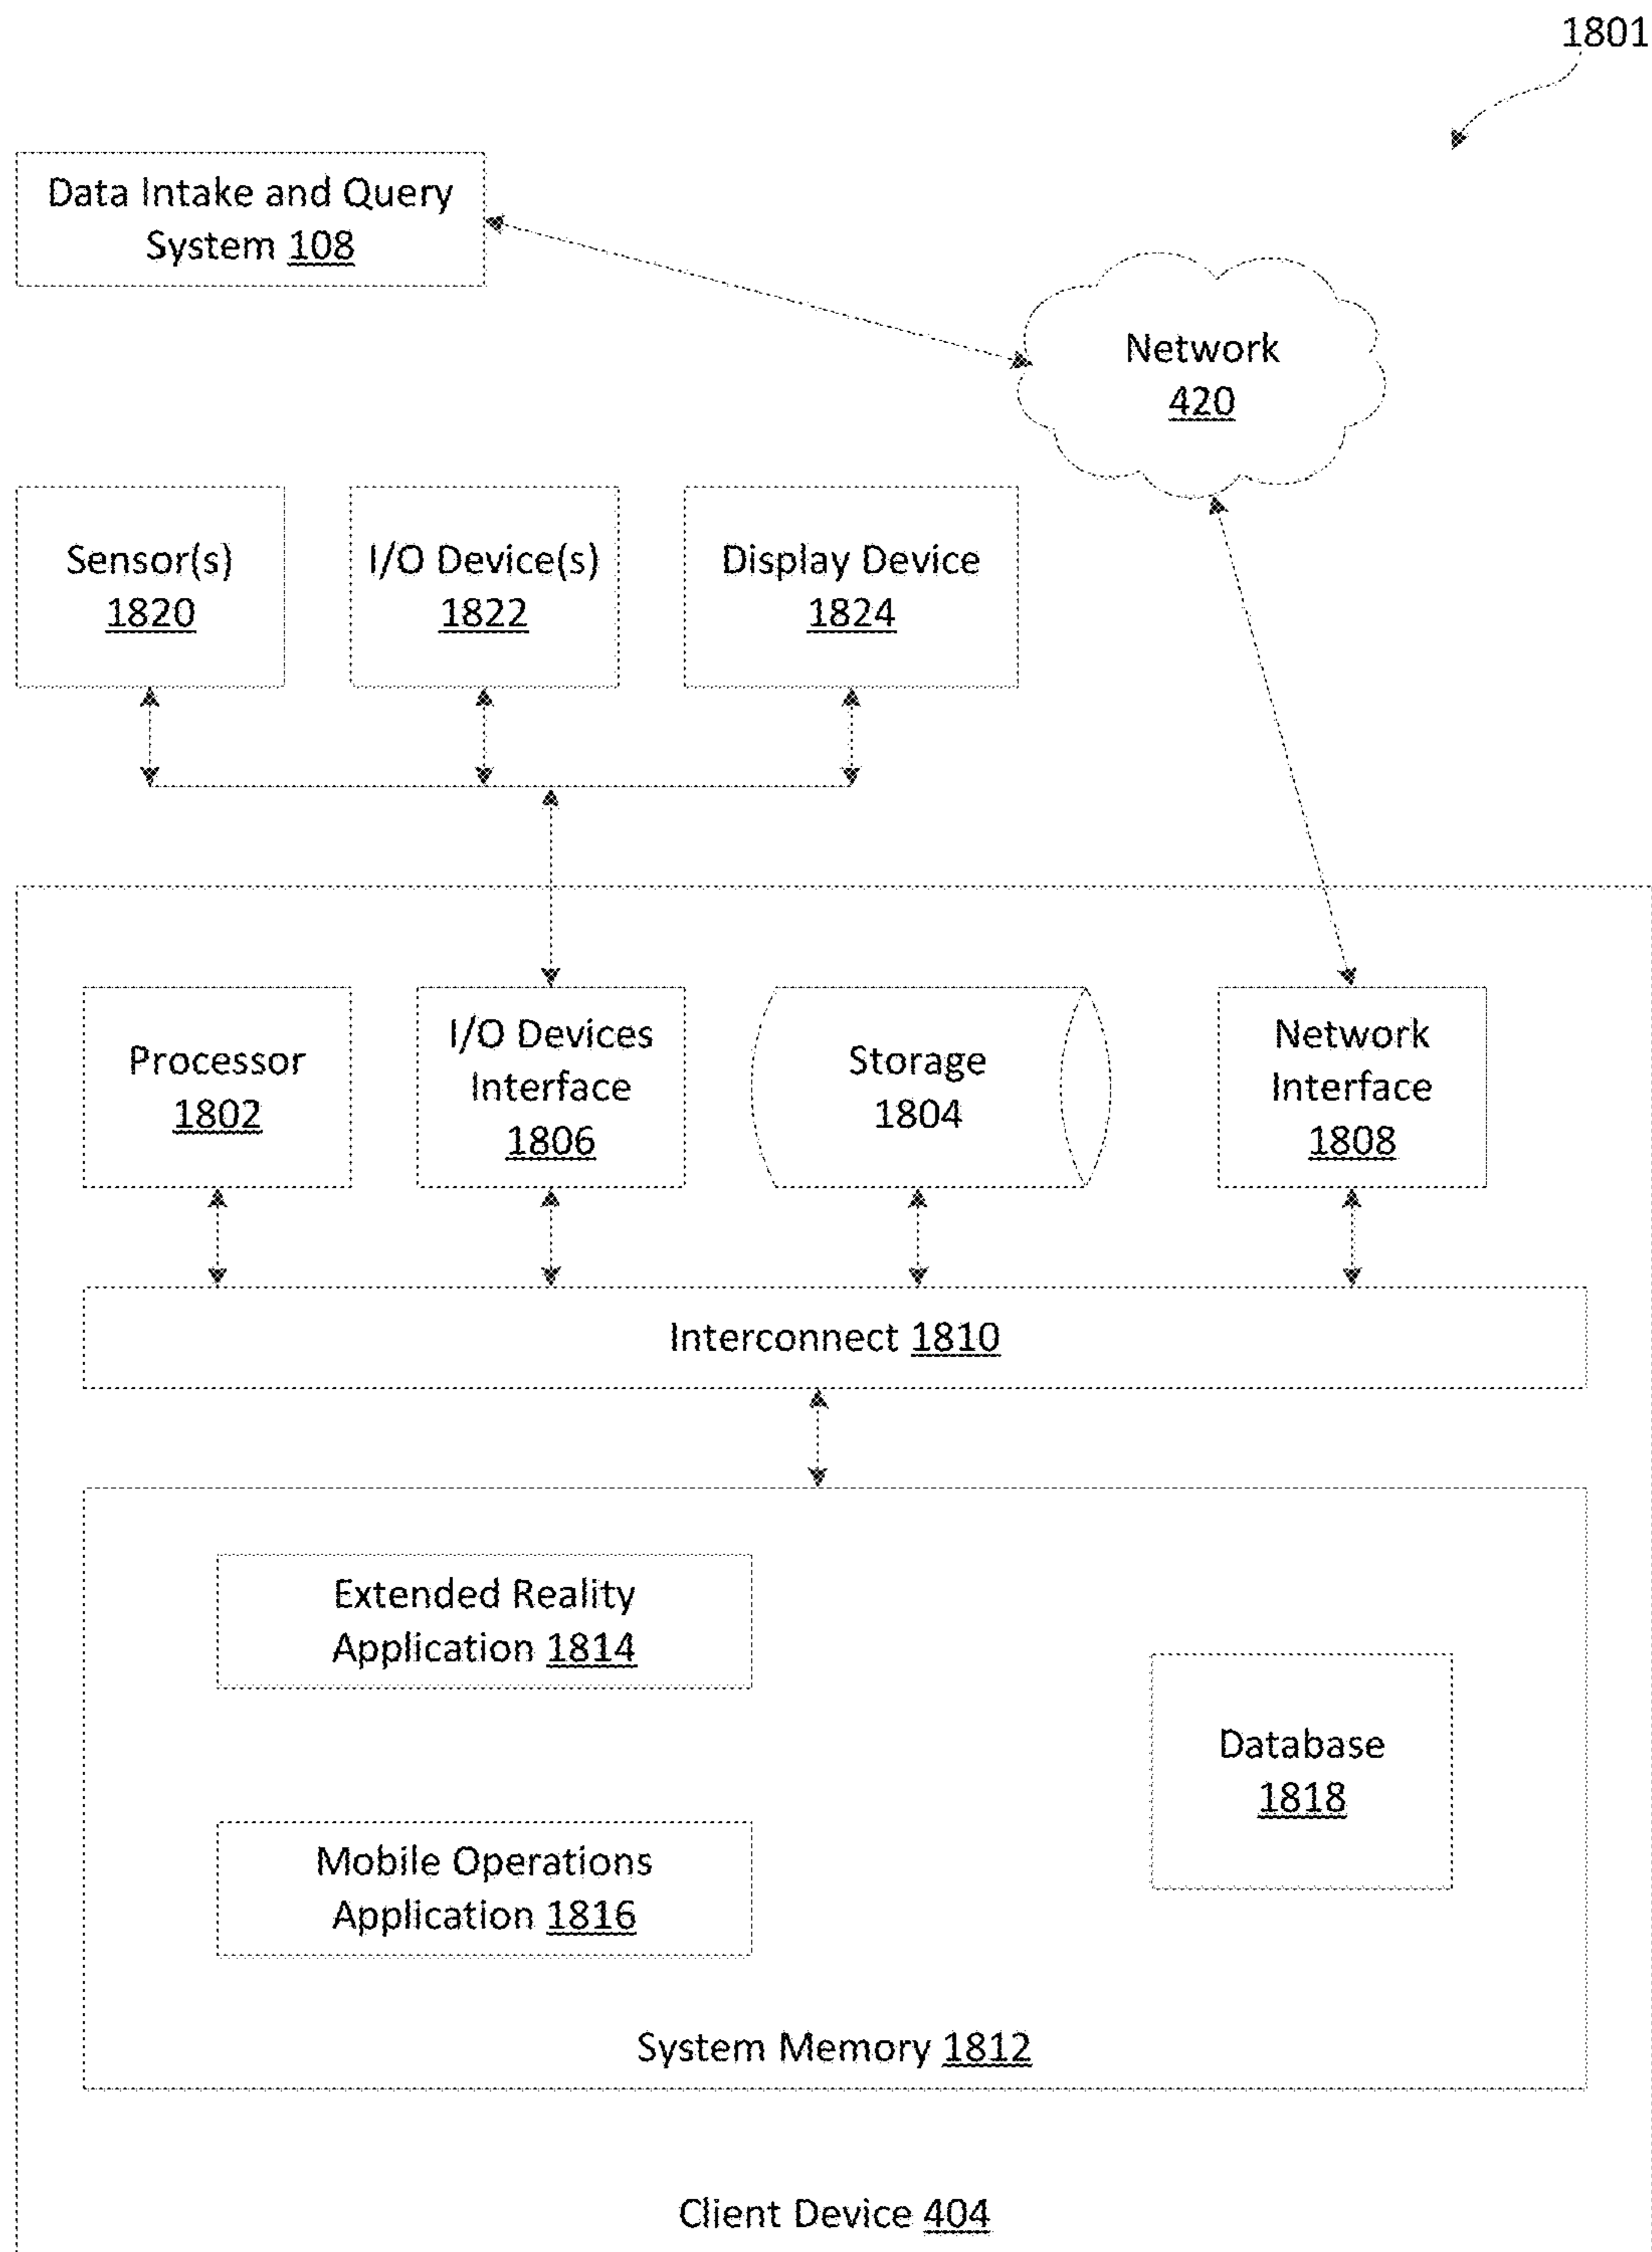 1801
Data Intake and Query
System 108
Network
420
Sensor(s)
1820
I/O Device(s)
1822
Display Device
1824
Processor
1802
I/O Devices
Interface
1806
Storage
1804
Network
Interface
1808
Interconnect 1810
Extended Reality
Application 1814
Database
1818
Mobile Operations
Application 1816
System Memory 1812
Client Device 404